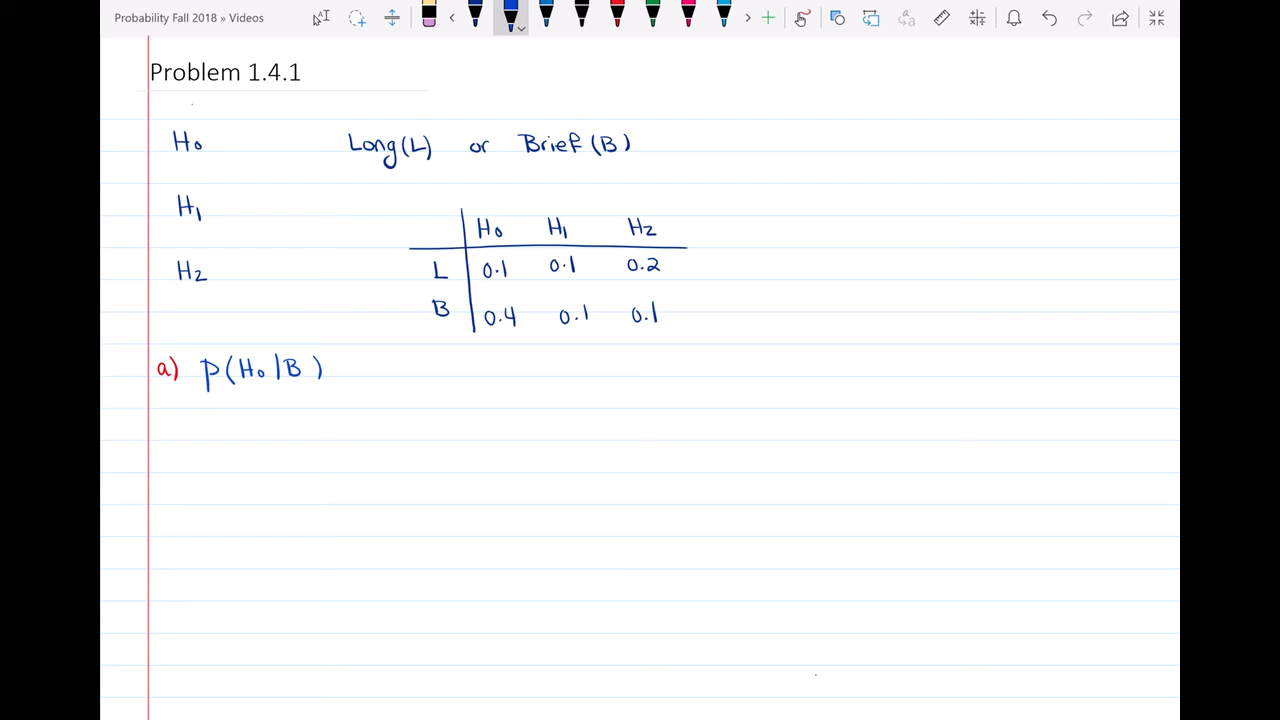 Probability Fall 2018 » Videos
Problem 1.4.1
H₀ Long(L) or Brief(B)
H₁
H₀ H₁ H₂
H₂ L 0.1 0.1 0.2
B 0.4 0.1 0.1
a) P(H₀|B)